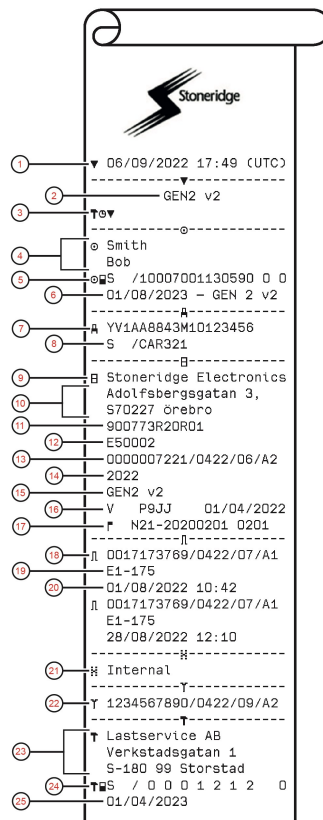 Stoneridge
1 ▼ 06/09/2022 17:49 (UTC)
2 GEN2 v2
3
4 Smith
Bob
5 S /1000700113059​0 0 0
6 01/08/2023 - GEN 2 v2
7 YV1AA8843M1D123456
8 S /CAR321
9 Stoneridge Electronics
10 Adolfsbergsgatan 3,
S70227 örebro
11 900773R20R01
12 E50002
13 0000007221/0422/06/A2
14 2022
15 GEN2 v2
16 V P9JJ 01/04/2022
17 N21-20200201 0201
18 0017173769/0422/07/A1
19 E1-175
20 01/08/2022 10:42
0017173769/0422/07/A1
E1-175
28/08/2022 12:10
21 Internal
22 1234567890/0422/09/A2
23 Lastservice AB
Verkstadsgatan 1
S-180 99 Storstad
24 S / 0 0 0 1 2 1 2 0
25 01/04/2023